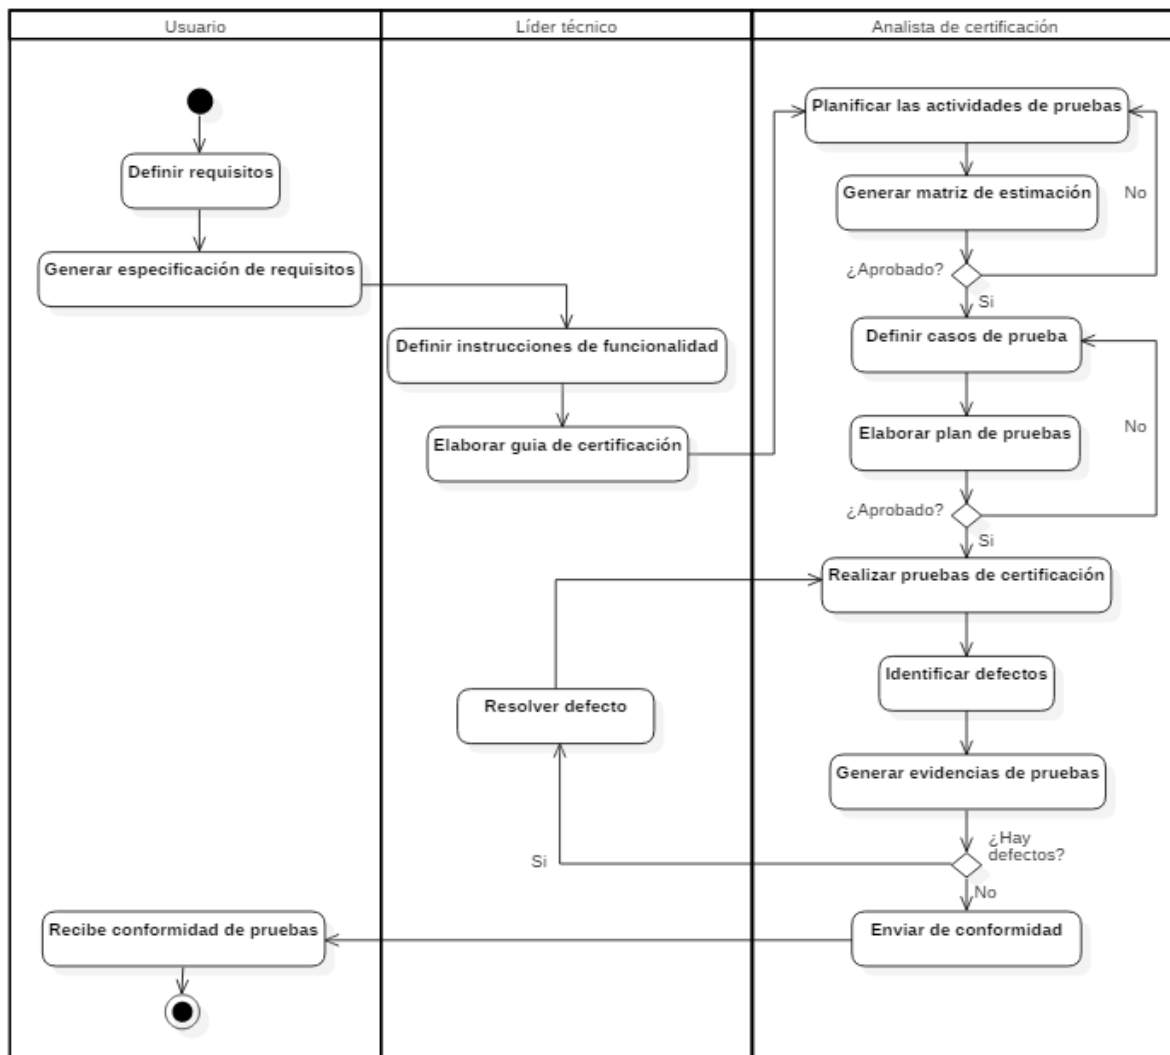 Usuario
Líder técnico
Analista de certificación
Planificar las actividades de pruebas
Definir requisitos
Generar matriz de estimación
No
Generar especificación de requisitos
¿Aprobado?
Si
Definir instrucciones de funcionalidad
Definir casos de prueba
Elaborar guia de certificación
Elaborar plan de pruebas
No
¿Aprobado?
Si
Realizar pruebas de certificación
Identificar defectos
Resolver defecto
Generar evidencias de pruebas
¿Hay
defectos?
Si
No
Recibe conformidad de pruebas
Enviar de conformidad